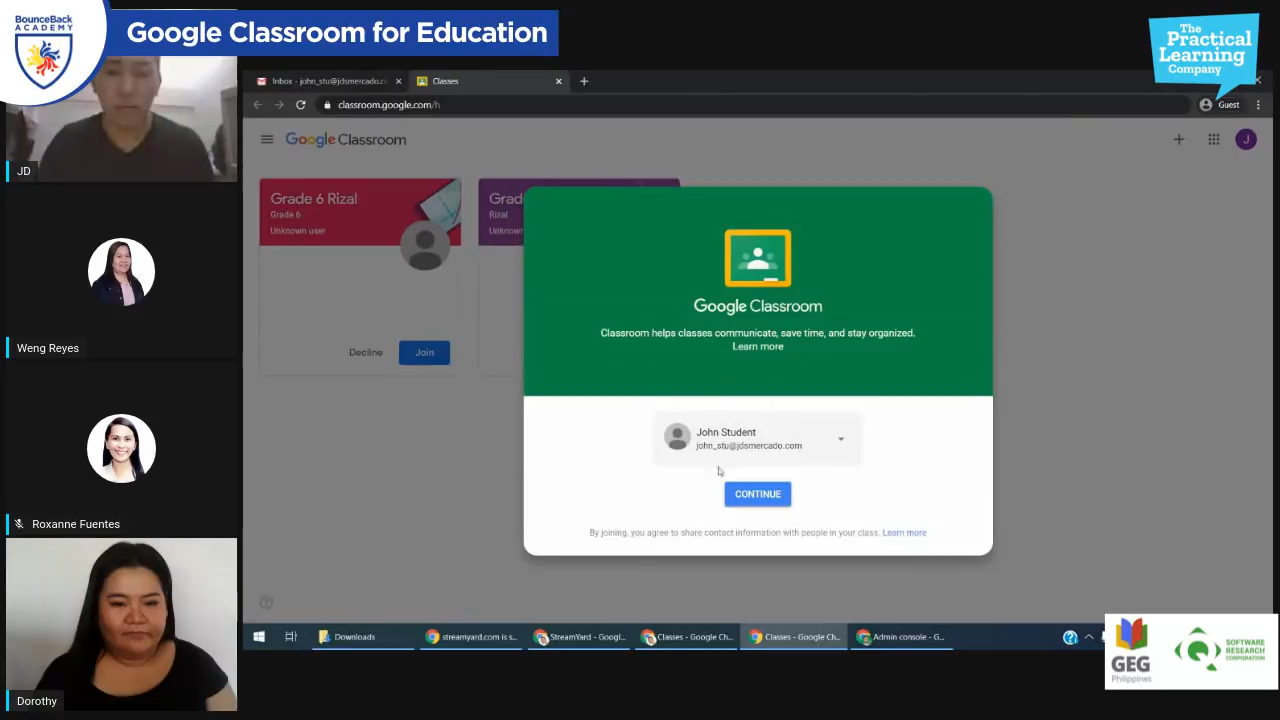 BounceBack
ACADEMY
Google Classroom for Education
The
Practical
Learning
Company
JD
Weng Reyes
Roxanne Fuentes
Dorothy
Inbox - john_stu@jdsmercado.c
Classes
classroom.google.com/h
Guest
Google Classroom
J
Grade 6 Rizal
Grade 6
Unknown user
Decline
Join
Grad
Rizal
Unknown
Google Classroom
Classroom helps classes communicate, save time, and stay organized.
Learn more
John Student
john_stu@jdsmercado.com
CONTINUE
By joining, you agree to share contact information with people in your class. Learn more
Downloads
streamyard.com is s...
StreamYard - Googl...
Classes - Google Ch...
Classes - Google Ch...
Admin console - G...
GEG
Philippines
SOFTWARE
RESEARCH
CORPORATION